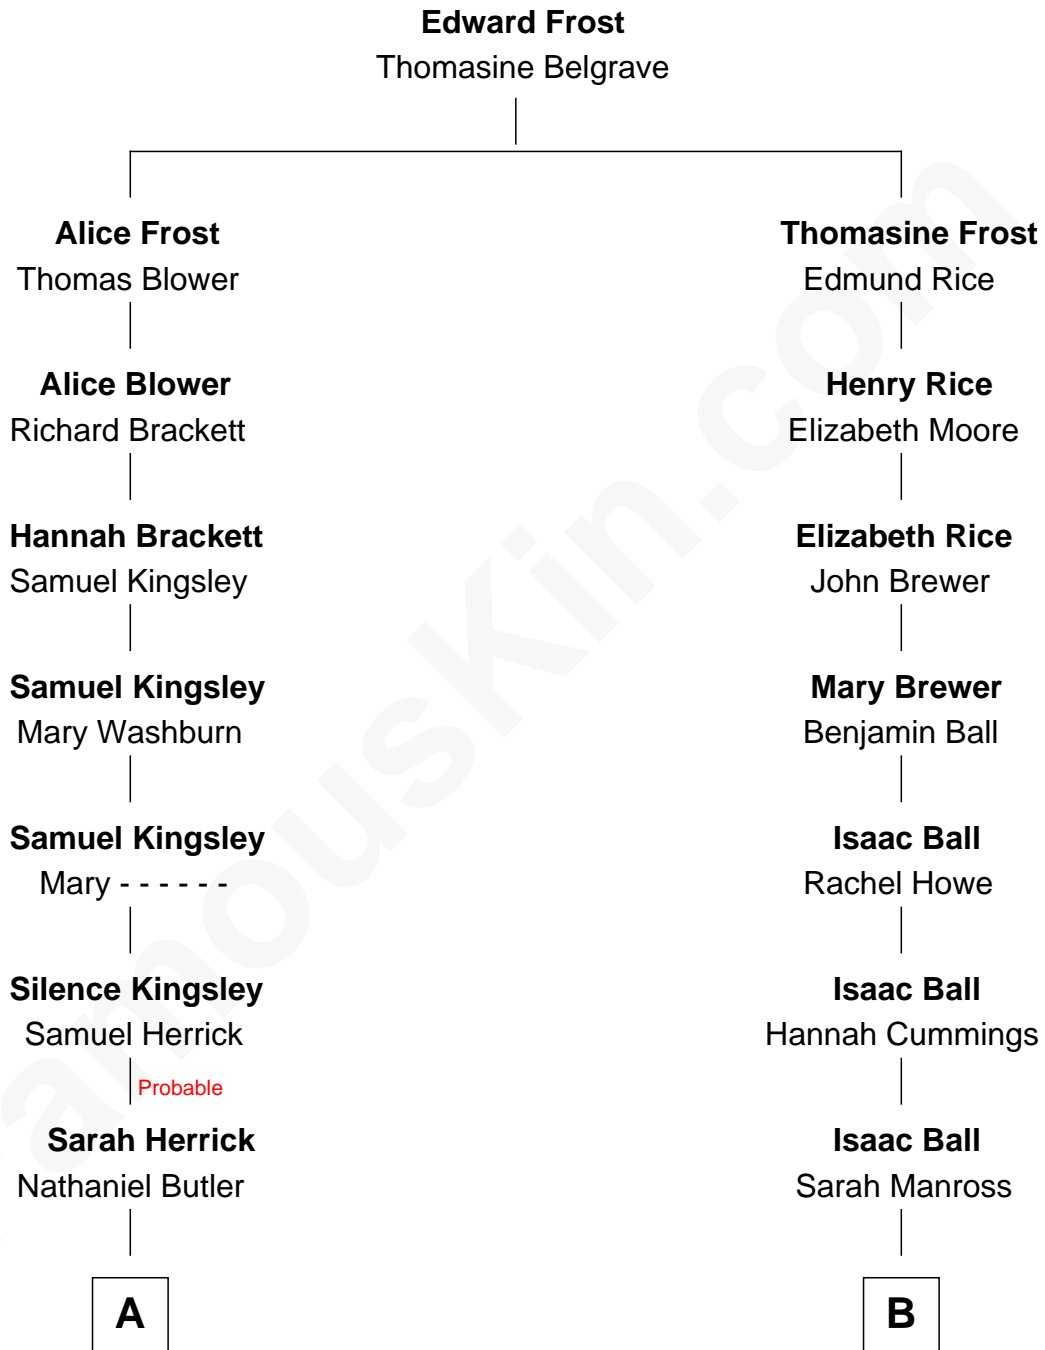 Edward Frost
Thomasine Belgrave
Alice Frost
Thomas Blower
Thomasine Frost
Edmund Rice
Alice Blower
Richard Brackett
Henry Rice
Elizabeth Moore
Hannah Brackett
Samuel Kingsley
Elizabeth Rice
John Brewer
Samuel Kingsley
Mary Washburn
Mary Brewer
Benjamin Ball
Samuel Kingsley
Mary - - - - - -
Isaac Ball
Rachel Howe
Silence Kingsley
Samuel Herrick
Isaac Ball
Hannah Cummings
Probable
Sarah Herrick
Nathaniel Butler
Isaac Ball
Sarah Manross
A
B
amousKin.com